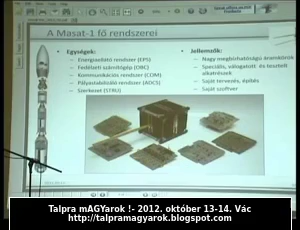 A Masat-1 fő rendszerei
Egységek:
Energiaellátó rendszer (EPS)
Fedélzeti számítógép (OBC)
Kommunikációs rendszer (COM)
Pályastabilizáló rendszer (ADCS)
Szerkezet (STRU)
Jellemzők:
Nagy megbízhatóságú áramkörök
Speciális, válogatott és tesztelt
alkatrészek
Saját tervezés, építés
Saját szoftver
Talpra mAGYarok !- 2012. október 13-14. Vác
http://talpramagyarok.blogspot.com